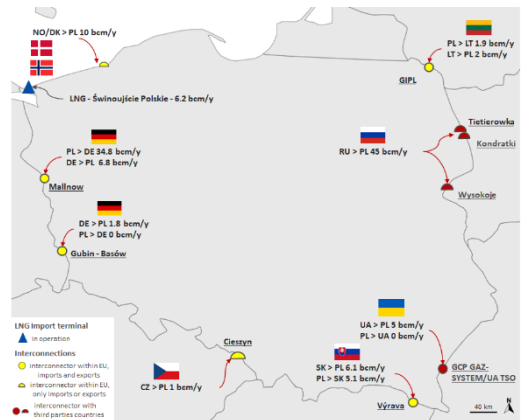 NO/DK > PL 10 bcm/y
LNG - Świnoujście Polskie - 6.2 bcm/y
PL > LT 1.9 bcm/y
LT > PL 2 bcm/y
GIPL
Tietierowka
Kondratki
RU > PL 45 bcm/y
Wysokoje
PL > DE 34.8 bcm/y
DE > PL 6.8 bcm/y
Mallnow
DE > PL 1.8 bcm/y
PL > DE 0 bcm/y
Gubin - Basów
UA > PL 5 bcm/y
PL > UA 0 bcm/y
GCP GAZ-
SYSTEM/UA TSO
Cieszyn
CZ > PL 1 bcm/y
SK > PL 6.1 bcm/y
PL > SK 5.1 bcm/y
Výrava
LNG Import terminal
in operation
Interconnections
interconnector within EU,
imports and exports
interconnector within EU,
only imports or exports
interconnector with
third parties countries
40 km
N